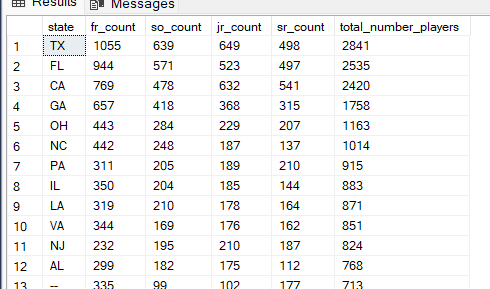 Results Messages
state fr_count so_count jr_count sr_count total_number_players
1 TX 1055 639 649 498 2841
2 FL 944 571 523 497 2535
3 CA 769 478 632 541 2420
4 GA 657 418 368 315 1758
5 OH 443 284 229 207 1163
6 NC 442 248 187 137 1014
7 PA 311 205 189 210 915
8 IL 350 204 185 144 883
9 LA 319 210 178 164 871
10 VA 344 169 176 162 851
11 NJ 232 195 210 187 824
12 AL 299 182 175 112 768
13 -- 335 99 102 177 713